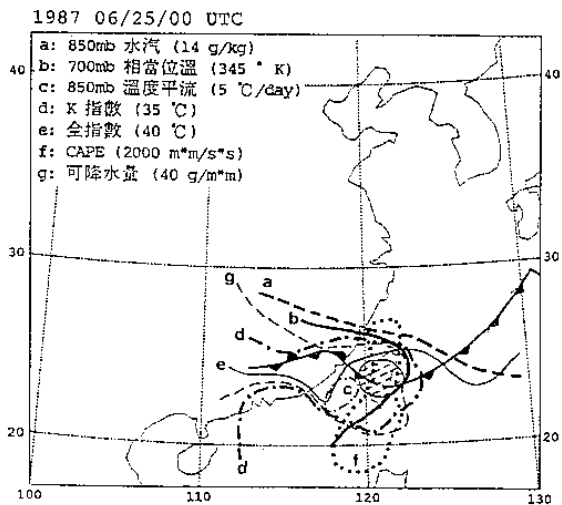 1987 06/25/00 UTC
a: 850mb 水汽 (14 g/kg)
b: 700mb 相當位溫 (345 ° K)
c: 850mb 溫度平流 (5 ℃/day)
d: K 指數 (35 ℃)
e: 全指數 (40 ℃)
f: CAPE (2000 m*m/s*s)
g: 可降水量 (40 g/m*m)
40
40
30
30
g
a
b
d
e
c
20
20
f
d
100
110
120
130